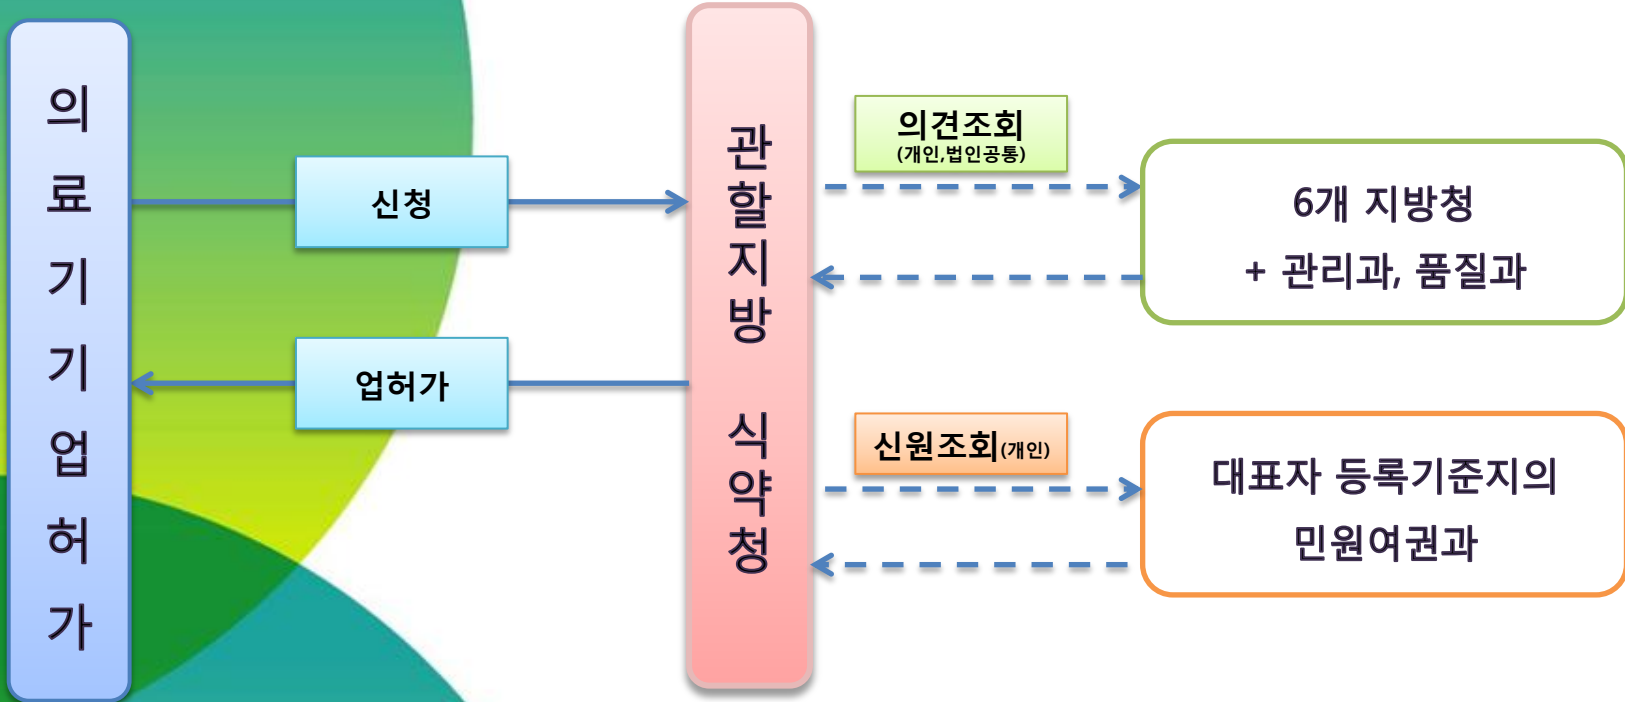 의료기기업허가
신청
업허가
관할지방 식약청
의견조회
(개인,법인공통)
6개 지방청
+ 관리과, 품질과
신원조회(개인)
대표자 등록기준지의
민원여권과